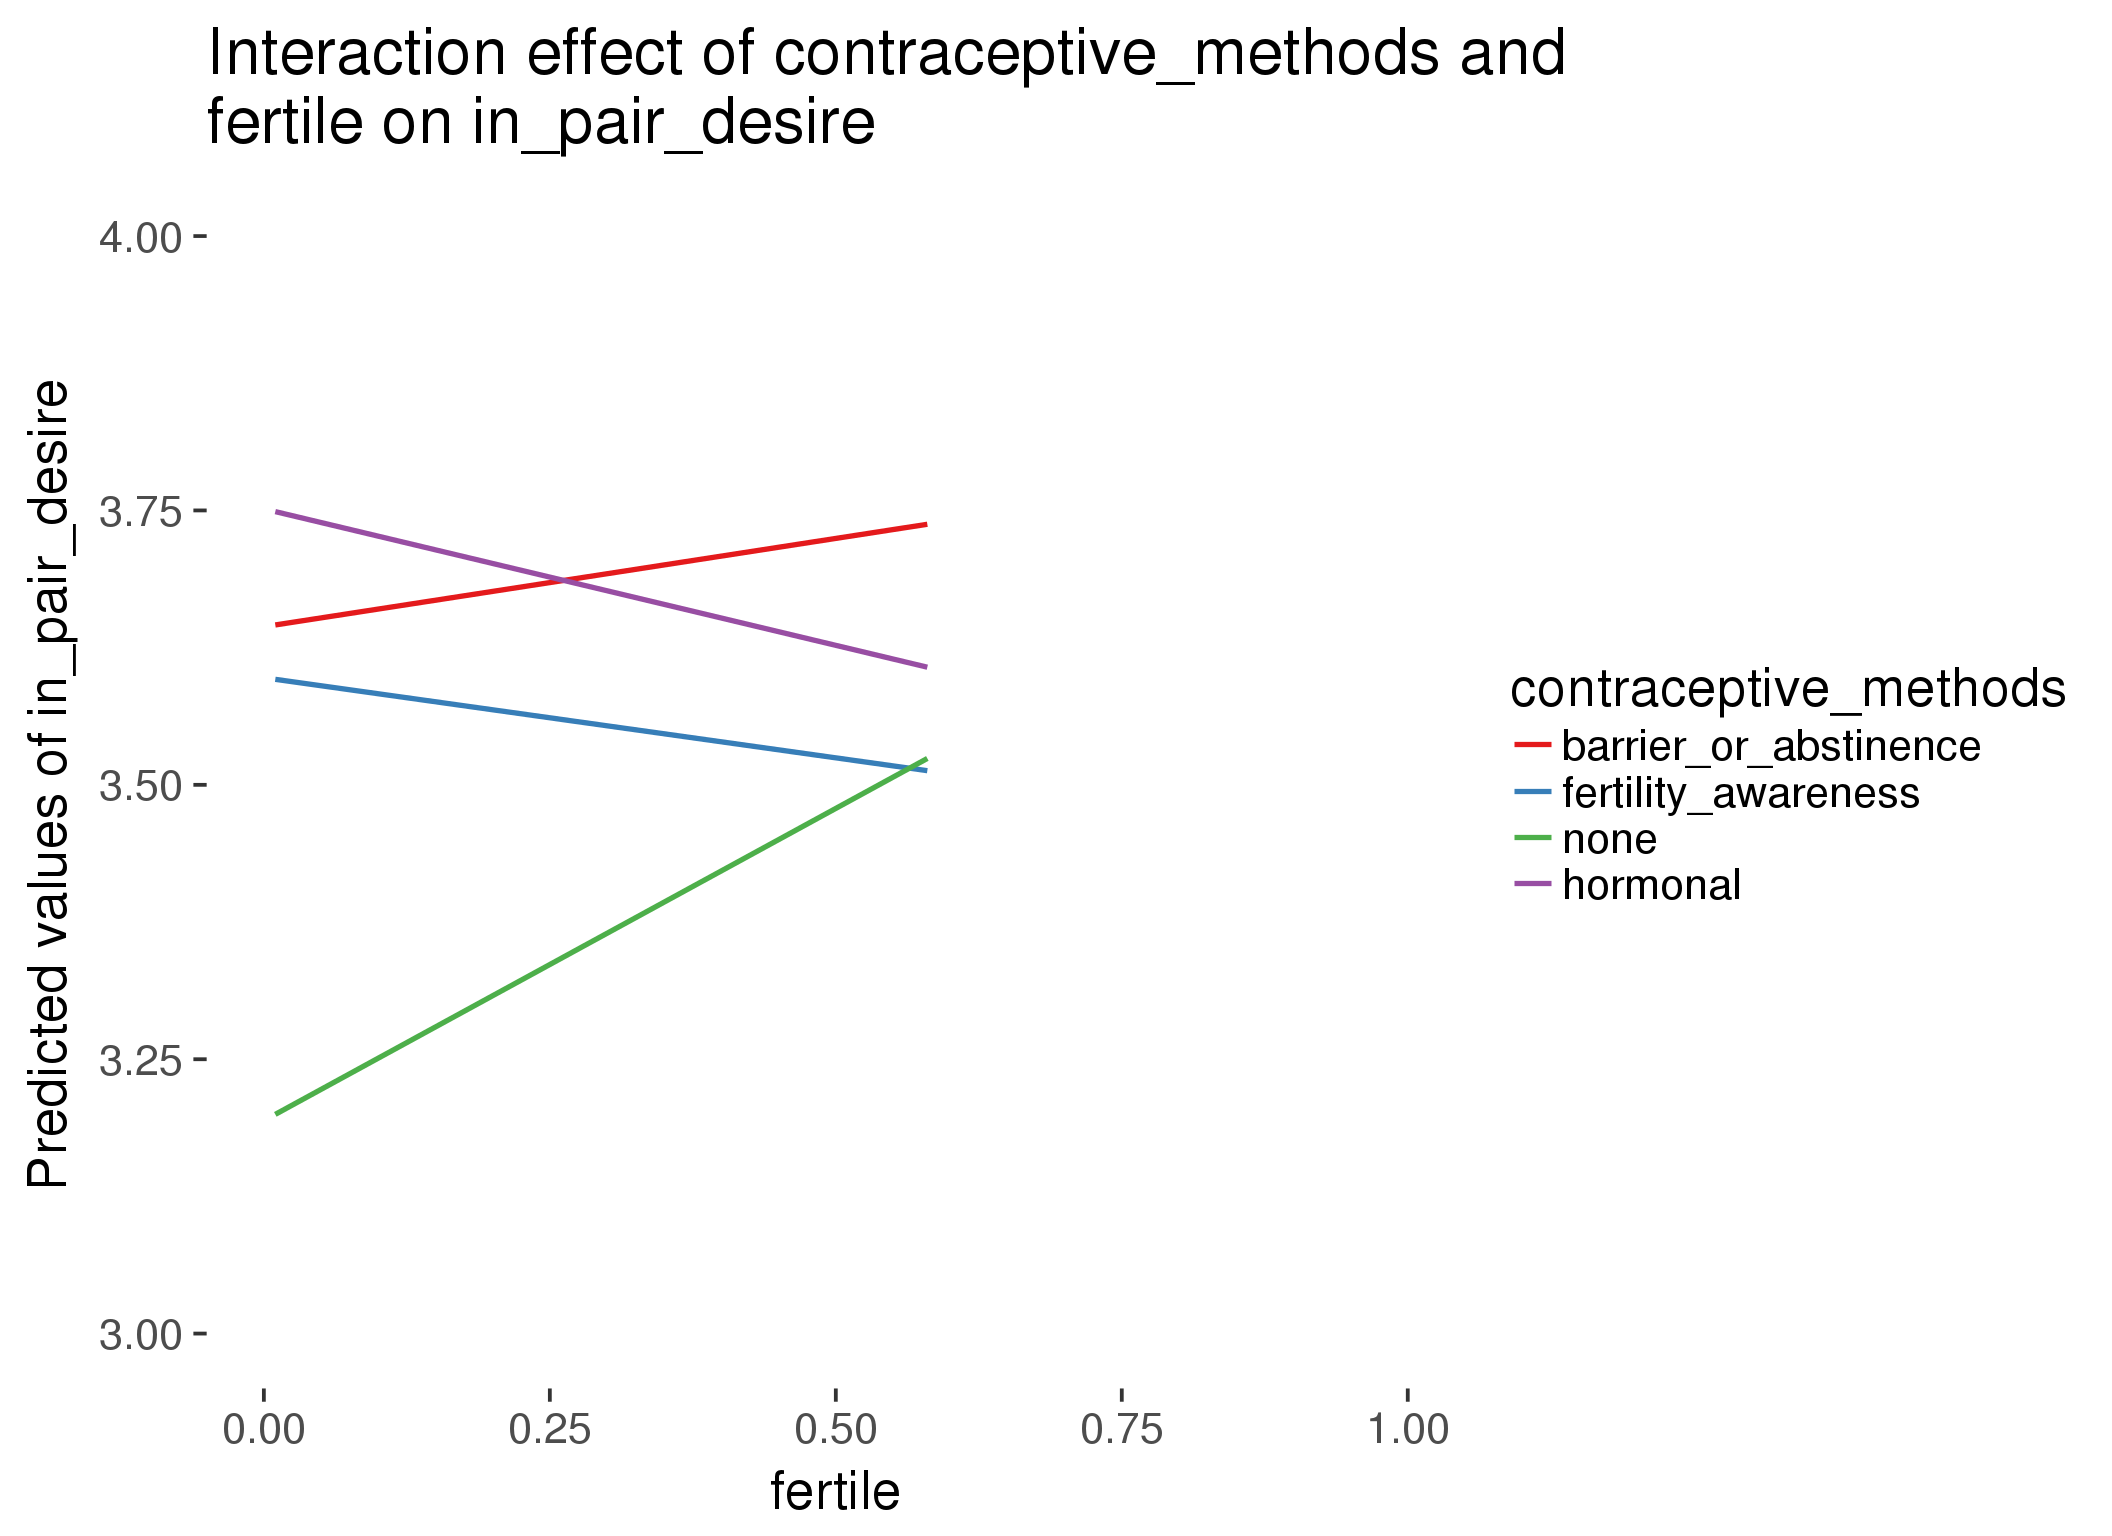 Interaction effect of contraceptive_methods and
fertile on in_pair_desire
Predicted values of in_pair_desire
4.00
3.75
3.50
3.25
3.00
0.00 0.25 0.50 0.75 1.00
fertile
contraceptive_methods
barrier_or_abstinence
fertility_awareness
none
hormonal